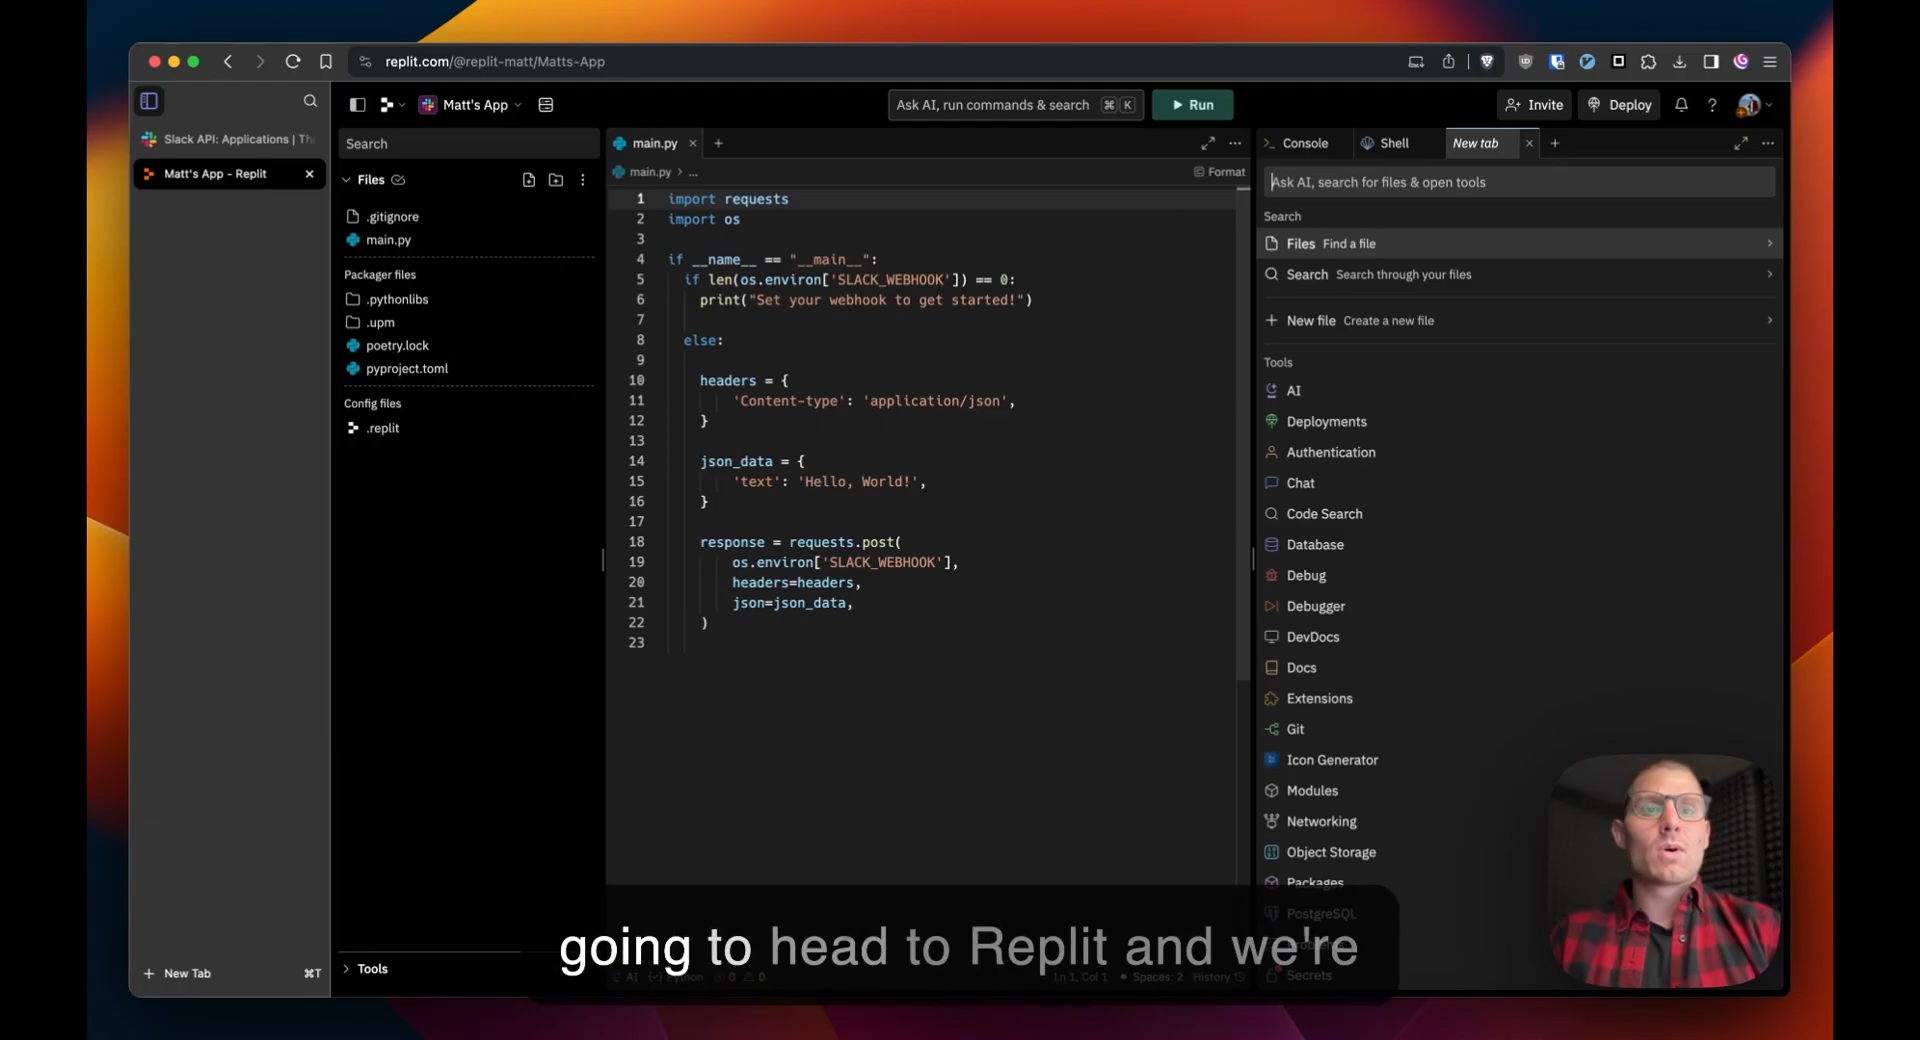 replit.com/@replit-matt/Matts-App
Slack API: Applications | Th
Matt's App - Replit
New Tab
⌘T
Matt's App
Ask AI, run commands & search ⌘ K
Run
Invite
Deploy
?
Search
Files
.gitignore
main.py
Packager files
.pythonlibs
.upm
poetry.lock
pyproject.toml
Config files
.replit
Tools
main.py
main.py > ...
Format
1 import requests
2 import os
3
4 if __name__ == "__main__":
5 if len(os.environ['SLACK_WEBHOOK']) == 0:
6 print("Set your webhook to get started!")
7
8 else:
9
10 headers = {
11 'Content-type': 'application/json',
12 }
13
14 json_data = {
15 'text': 'Hello, World!',
16 }
17
18 response = requests.post(
19 os.environ['SLACK_WEBHOOK'],
20 headers=headers,
21 json=json_data,
22 )
23
AI Python 0 0
Ln 1, Col 1 Spaces: 2 History
Console
Shell
New tab
Ask AI, search for files & open tools
Search
Files Find a file
Search Search through your files
New file Create a new file
Tools
AI
Deployments
Authentication
Chat
Code Search
Database
Debug
Debugger
DevDocs
Docs
Extensions
Git
Icon Generator
Modules
Networking
Object Storage
Packages
PostgreSQL
Secrets
going to head to Replit and we're